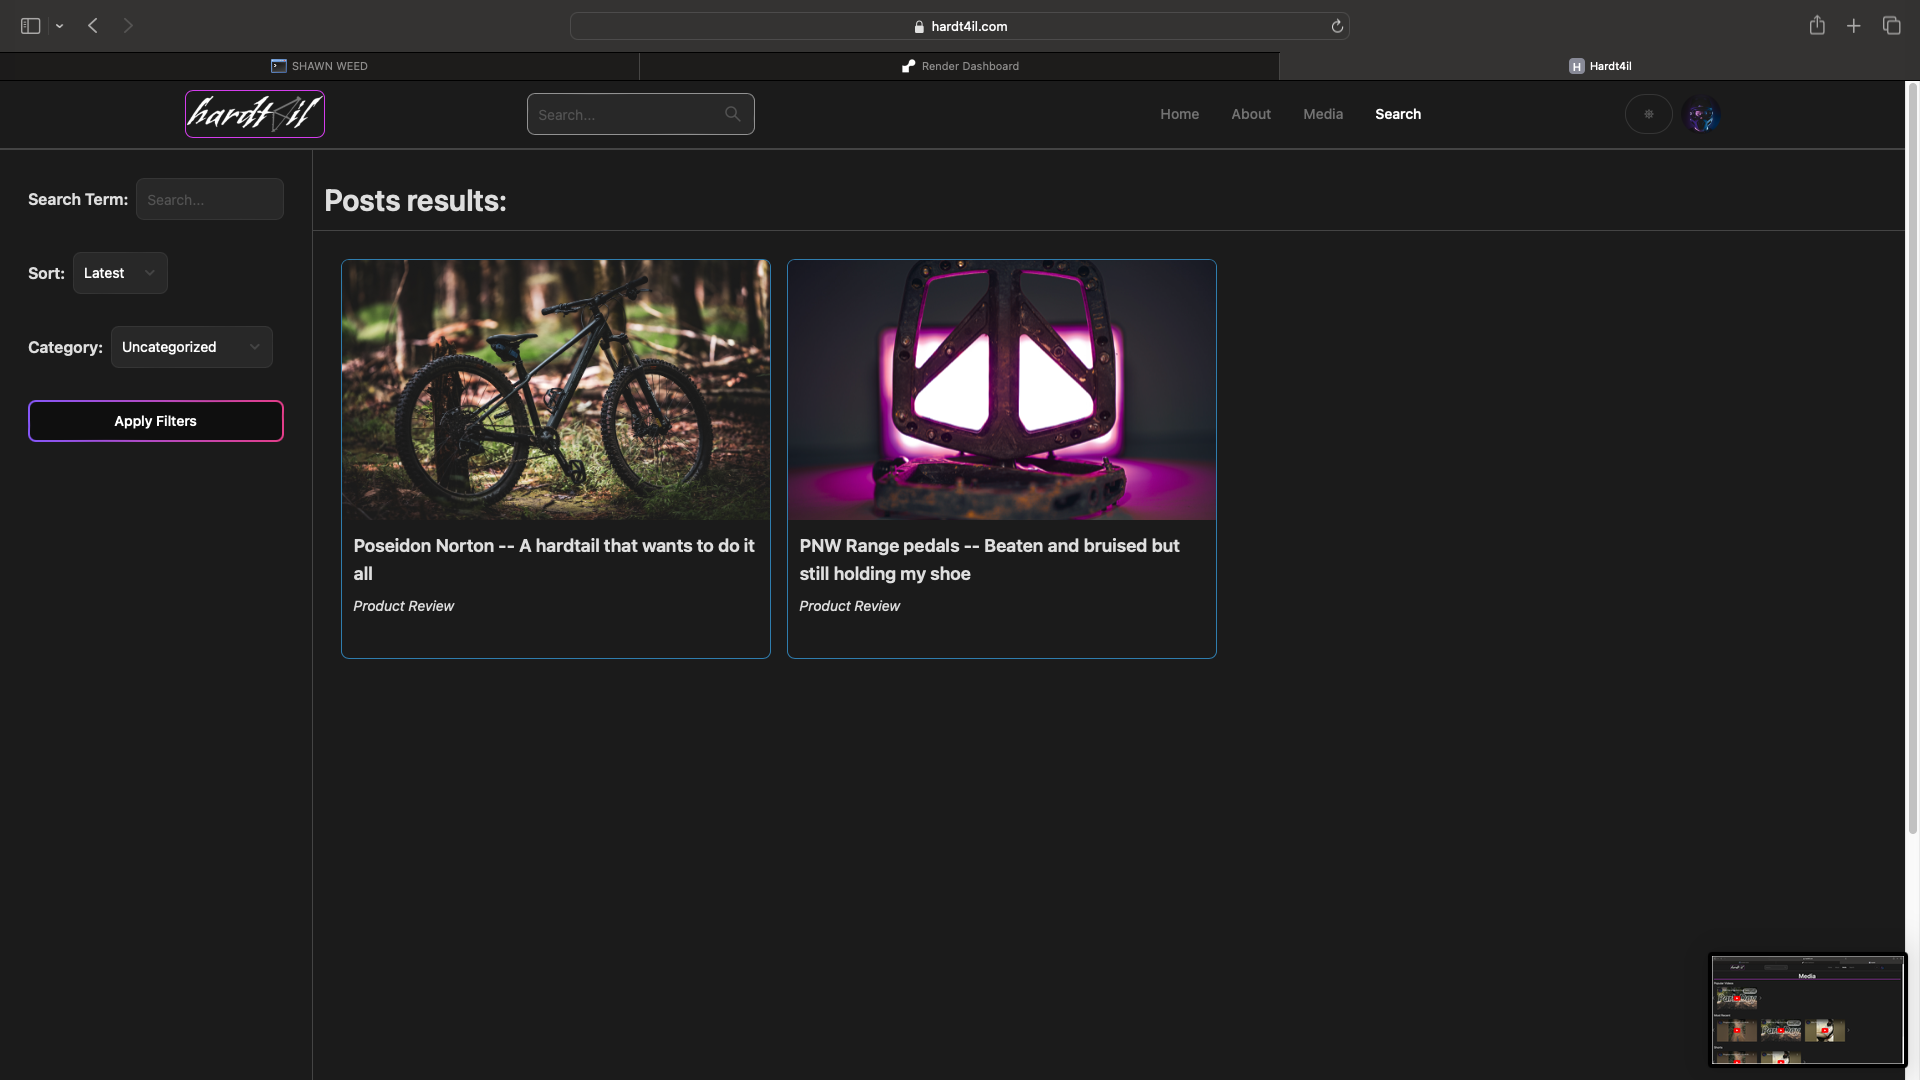 hardt4il.com
SHAWN WEED
Render Dashboard
H Hardt4il
hardt4il
Search...
Home
About
Media
Search
Search Term:
Search...
Sort:
Latest
Category:
Uncategorized
Apply Filters
Posts results:
Poseidon Norton -- A hardtail that wants to do it
all
Product Review
PNW Range pedals -- Beaten and bruised but
still holding my shoe
Product Review
Media